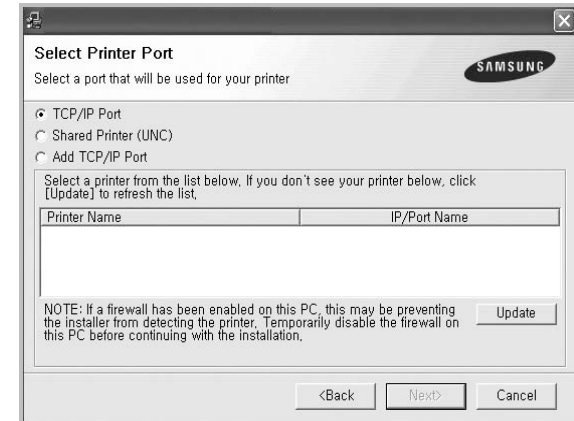 Select Printer Port
Select a port that will be used for your printer
SAMSUNG
TCP/IP Port
Shared Printer (UNC)
Add TCP/IP Port
Select a printer from the list below, If you don't see your printer below, click
[Update] to refresh the list,
Printer Name IP/Port Name
NOTE: If a firewall has been enabled on this PC, this may be preventing
the installer from detecting the printer, Temporarily disable the firewall on
this PC before continuing with the installation,
Update
<Back Next> Cancel